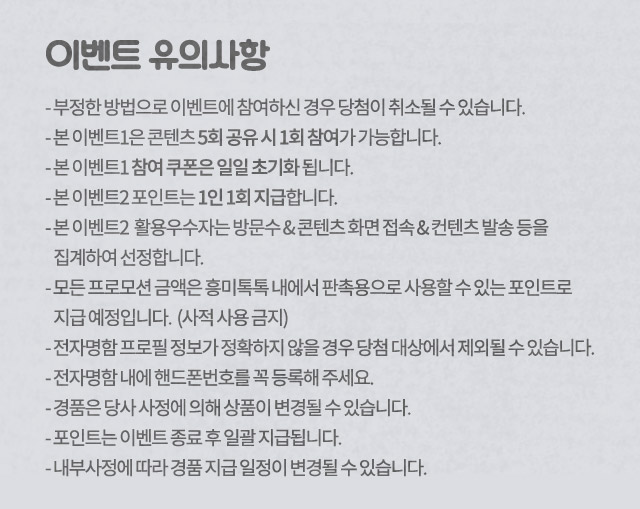 이벤트 유의사항
- 부정한 방법으로 이벤트에 참여하신 경우 당첨이 취소될 수 있습니다.
- 본 이벤트1은 콘텐츠 5회 공유 시 1회 참여가 가능합니다.
- 본 이벤트1 참여 쿠폰은 일일 초기화 됩니다.
- 본 이벤트2 포인트는 1인 1회 지급합니다.
- 본 이벤트2 활용우수자는 방문수 & 콘텐츠 화면 접속 & 컨텐츠 발송 등을
집계하여 선정합니다.
- 모든 프로모션 금액은 흥미톡톡 내에서 판촉용으로 사용할 수 있는 포인트로
지급 예정입니다. (사적 사용 금지)
- 전자명함 프로필 정보가 정확하지 않을 경우 당첨 대상에서 제외될 수 있습니다.
- 전자명함 내에 핸드폰번호를 꼭 등록해 주세요.
- 경품은 당사 사정에 의해 상품이 변경될 수 있습니다.
- 포인트는 이벤트 종료 후 일괄 지급됩니다.
- 내부사정에 따라 경품 지급 일정이 변경될 수 있습니다.